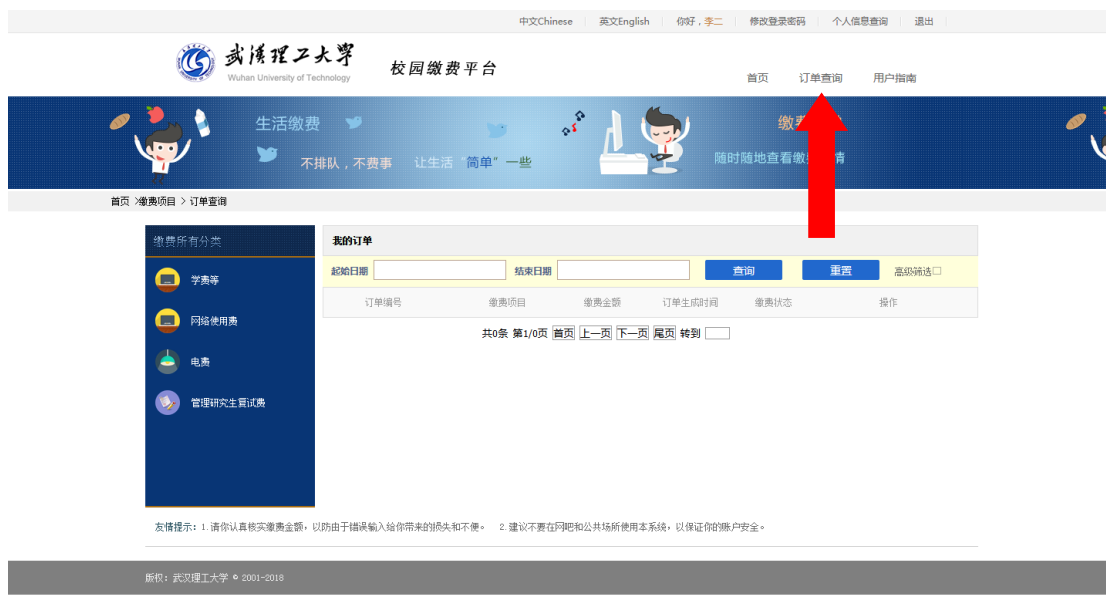 中文Chinese 英文English 你好，李二 修改登录密码 个人信息查询 退出
武汉理工大学
Wuhan University of Technology
校园缴费平台
首页 订单查询 用户指南
生活缴费
不排队，不费事 让生活“简单”一些
缴费
随时随地查看缴 情
首页 >缴费项目 > 订单查询
缴费所有分类
学费等
网络使用费
电费
管理研究生复试费
我的订单
起始日期 结束日期 查询 重置 高级筛选
订单编号 缴费项目 缴费金额 订单生成时间 缴费状态 操作
共0条 第1/0页 首页 上一页 下一页 尾页 转到
友情提示：1.请你认真核实缴费金额，以防由于错误输入给你带来的损失和不便。 2.建议不要在网吧和公共场所使用本系统，以保证你的账户安全。
版权：武汉理工大学 © 2001-2018